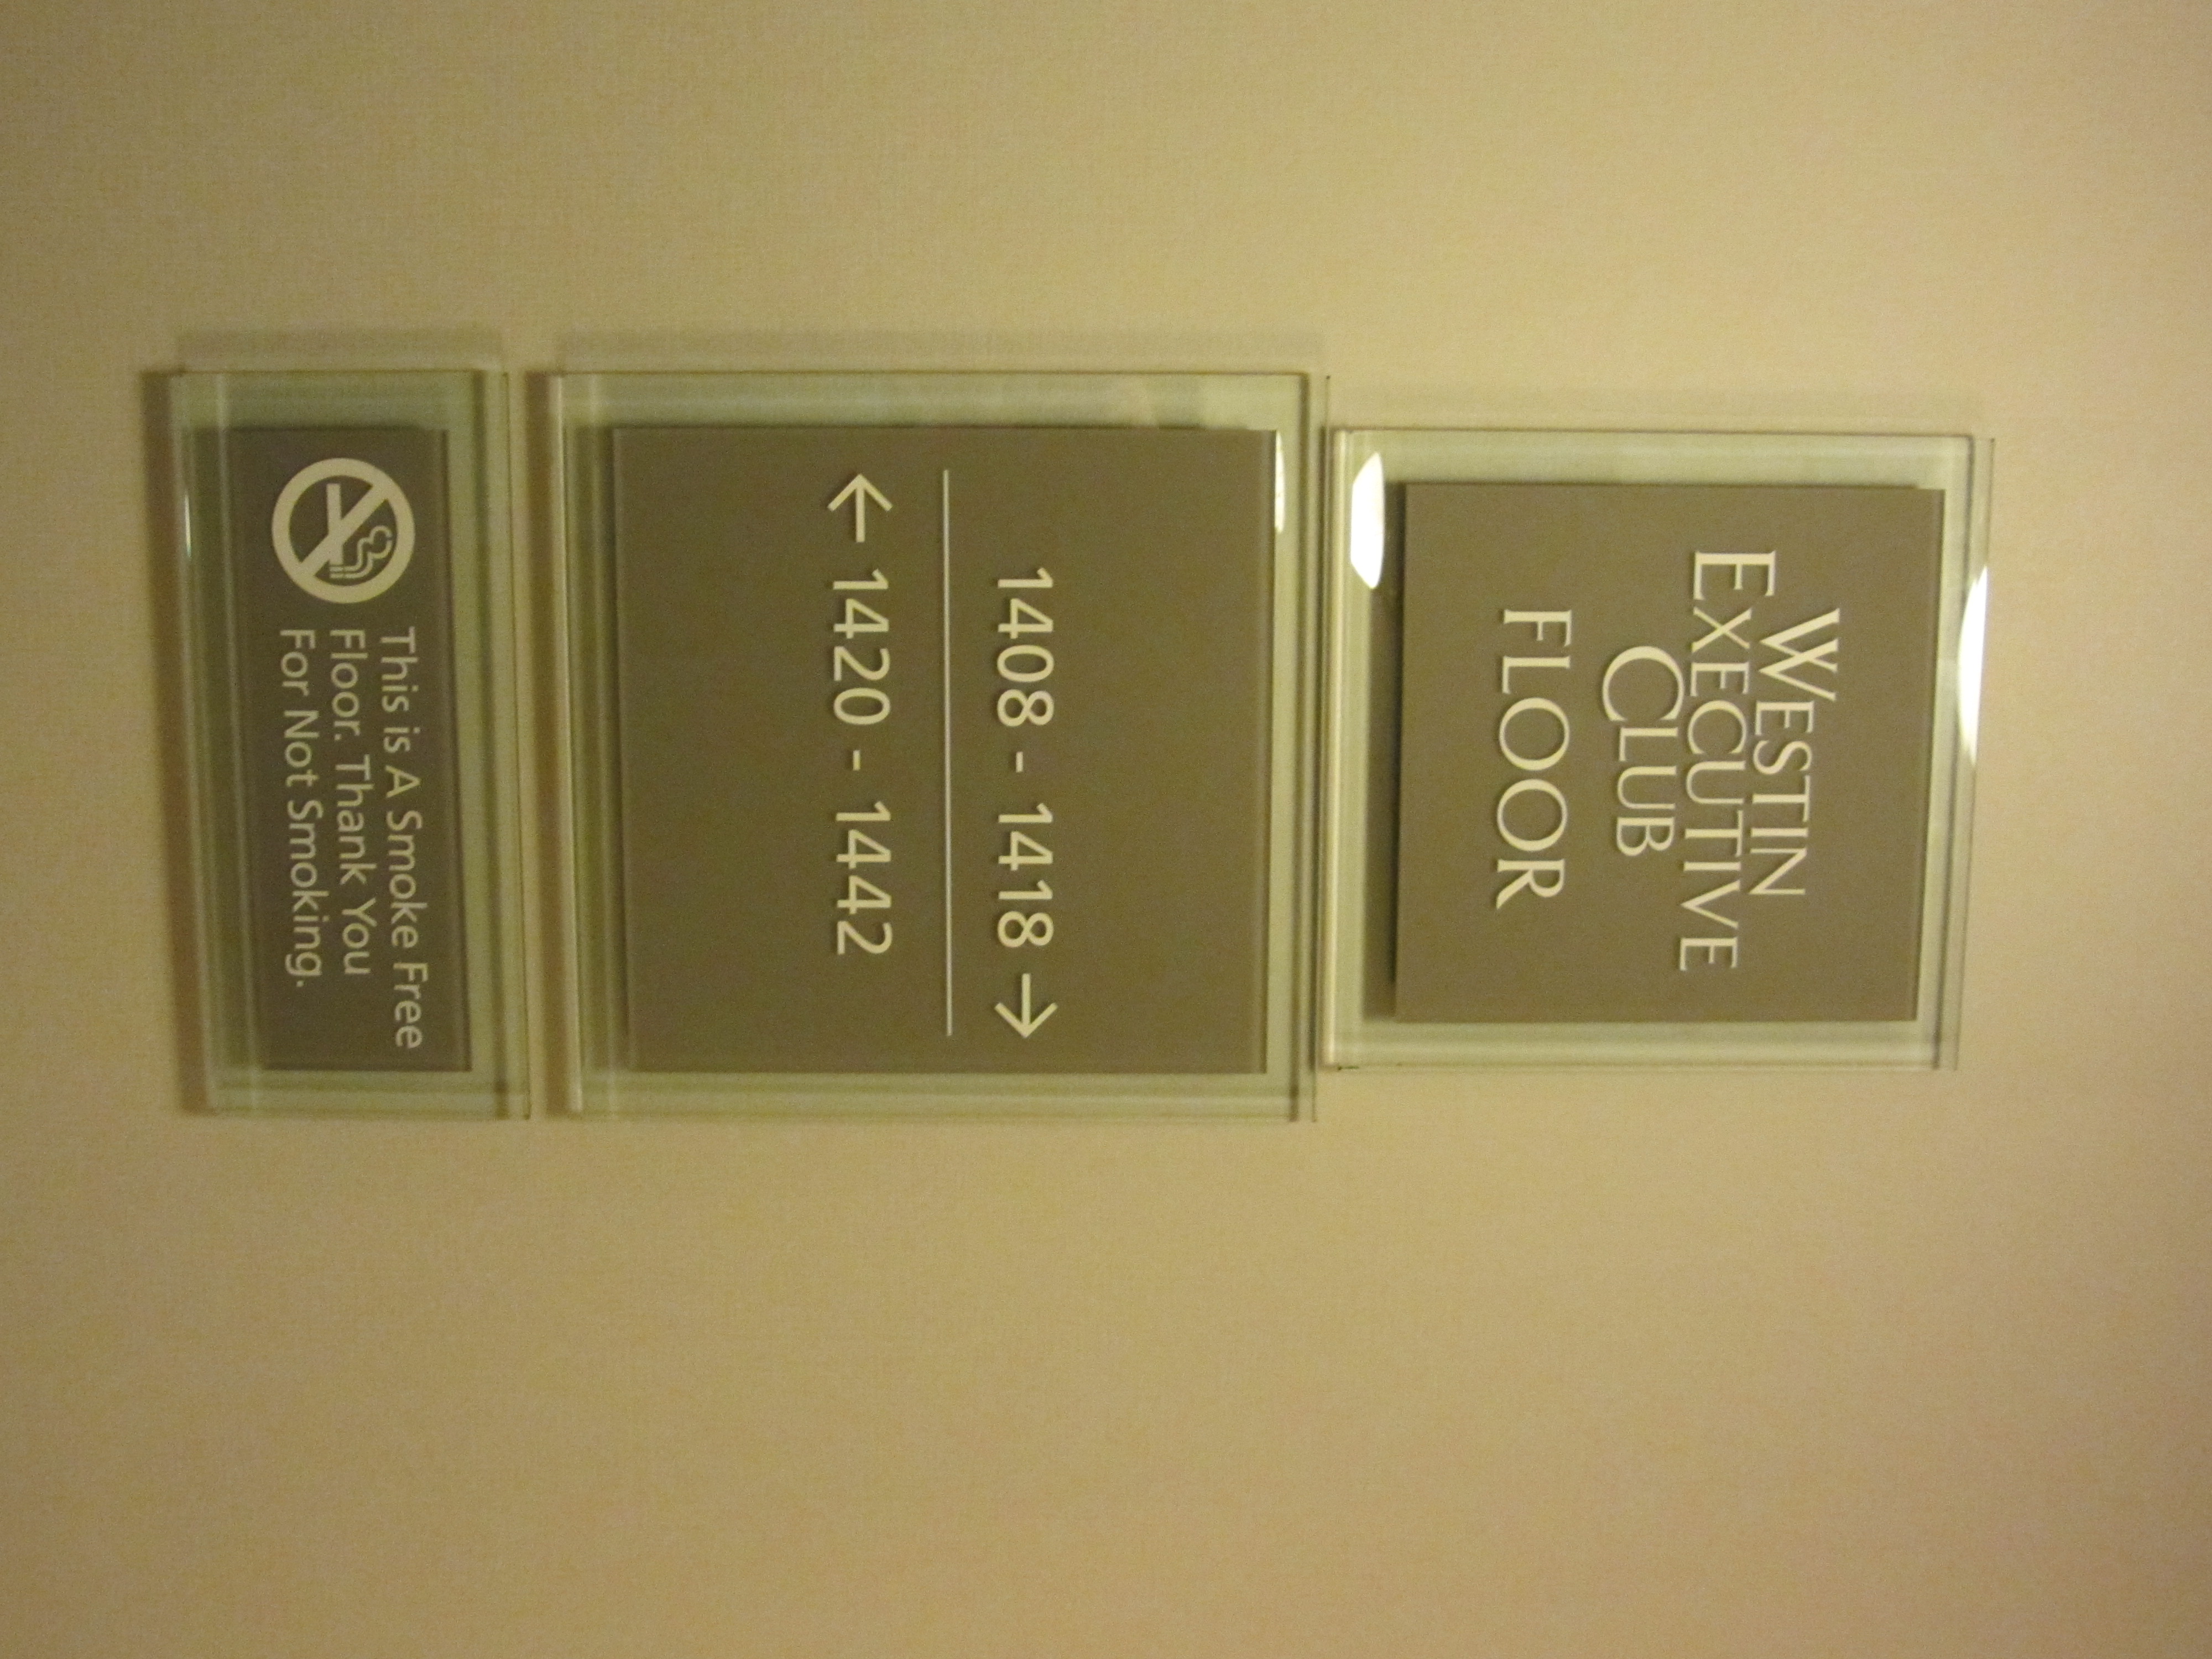 WESTIN
EXECUTIVE
CLUB
FLOOR
1408 - 1418 →
← 1420 - 1442
This is A Smoke Free
Floor. Thank You
For Not Smoking.